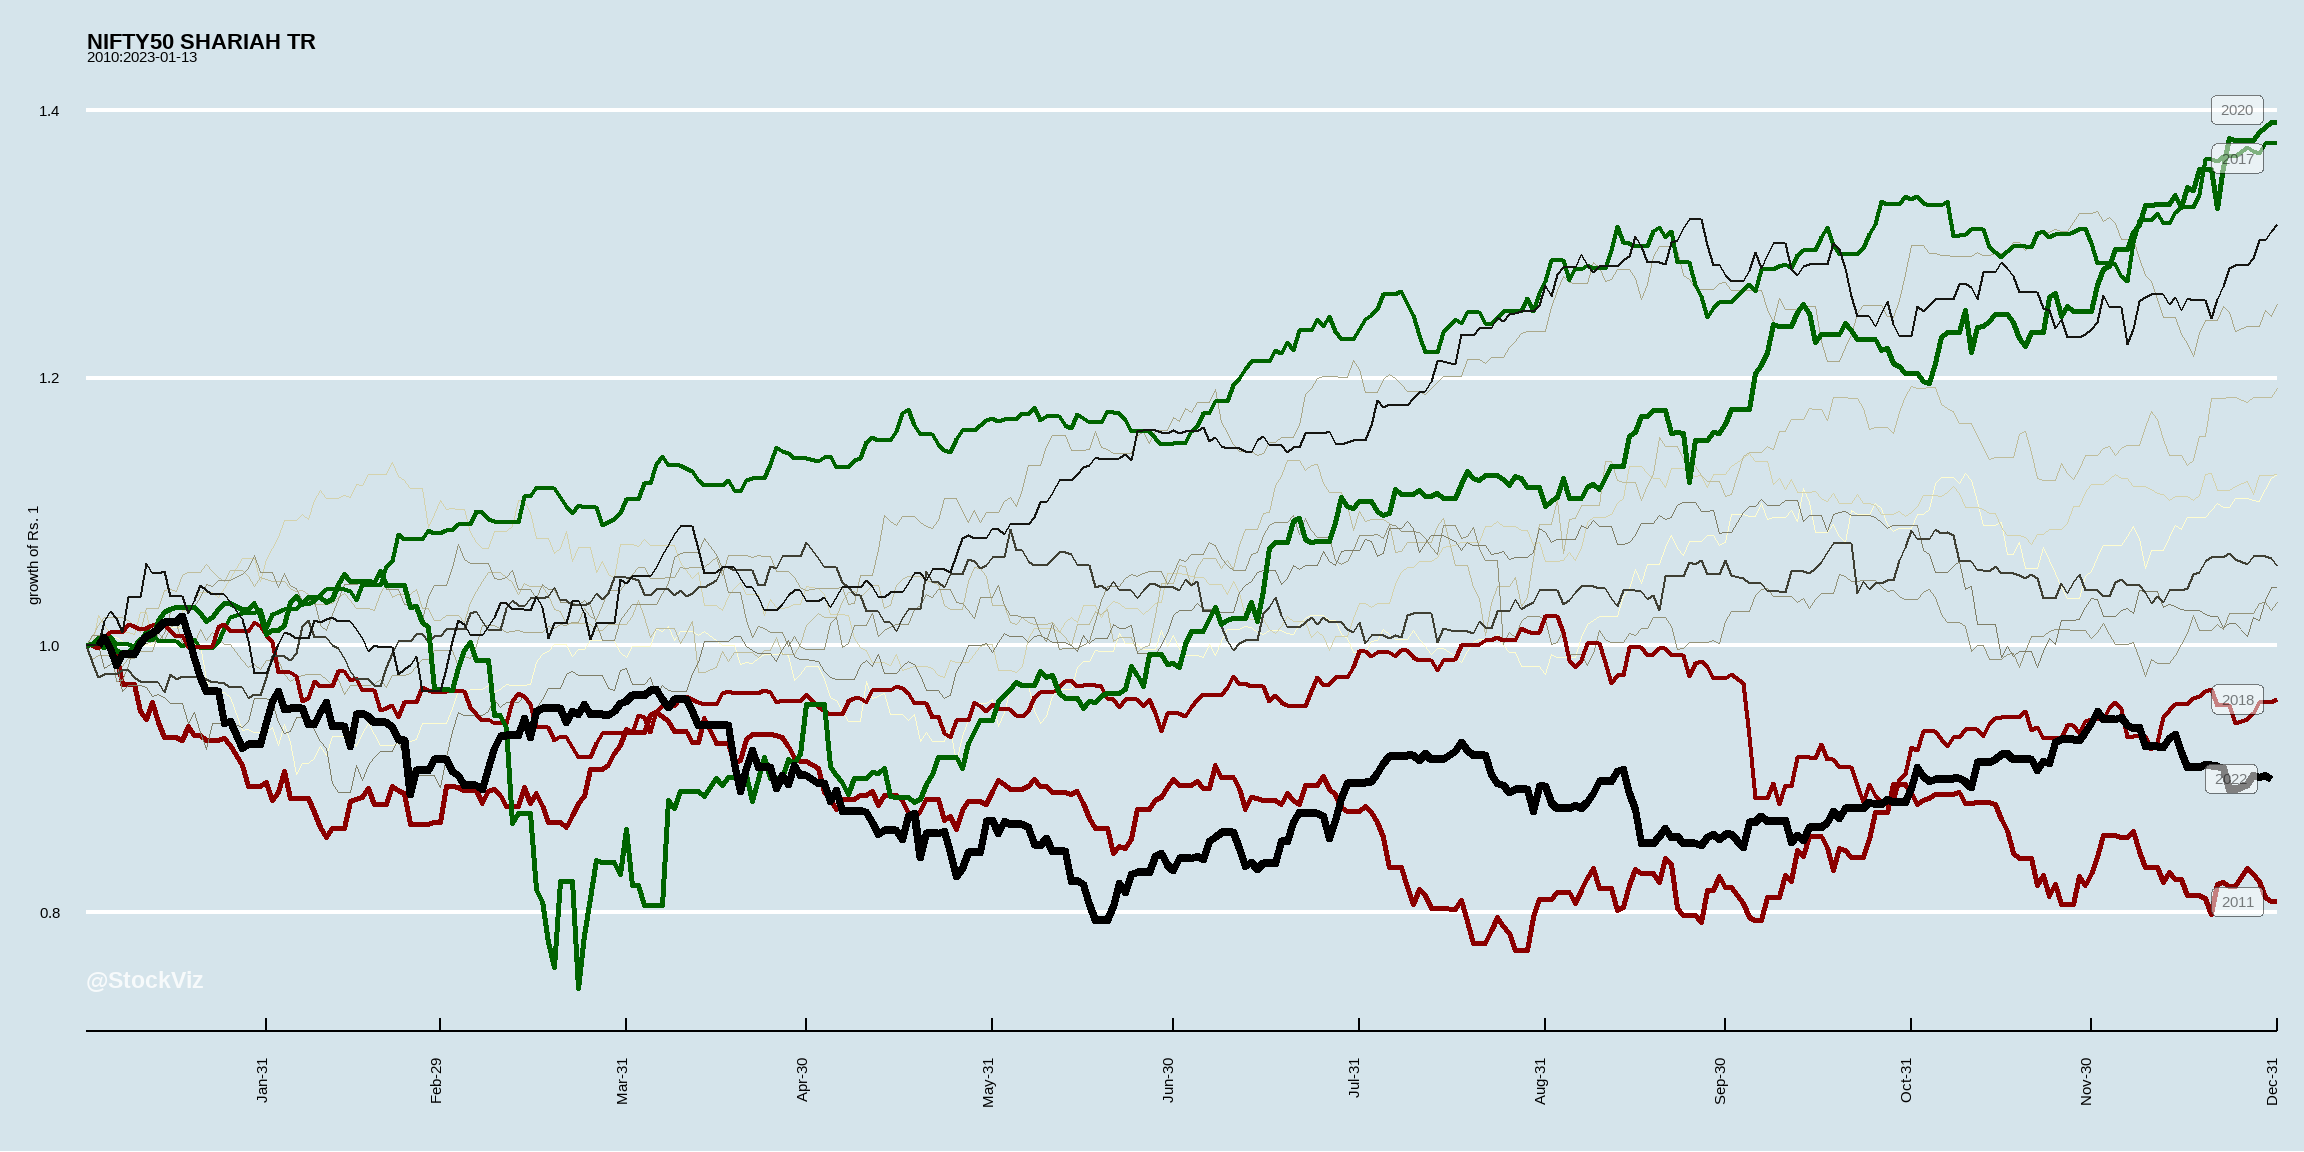 NIFTY50 SHARIAH TR
2010:2023-01-13
growth of Rs. 1
1.4
1.2
1.0
0.8
2020
2017
2018
2022
2011
@StockViz
Jan-31
Feb-29
Mar-31
Apr-30
May-31
Jun-30
Jul-31
Aug-31
Sep-30
Oct-31
Nov-30
Dec-31